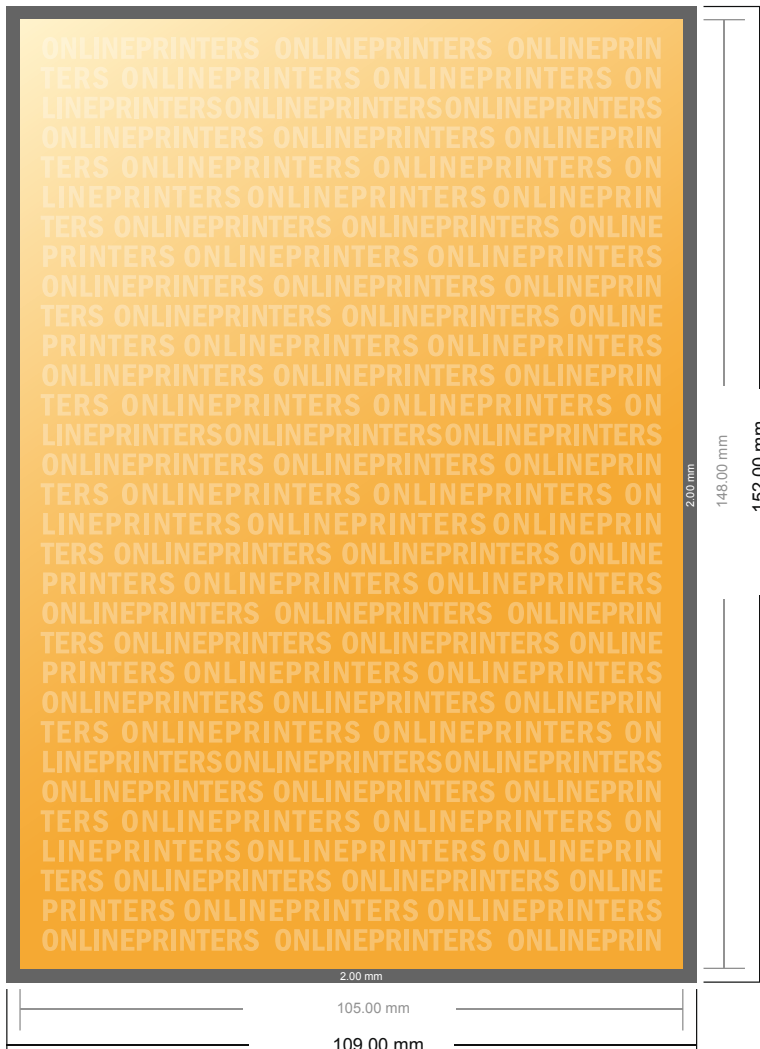 ONLINEPRINTERS ONLINEPRINTERS ONLINEPRIN
TERS ONLINEPRINTERS ONLINEPRINTERS ON
LINEPRINTERSONLINEPRINTERSONLINEPRINTERS
ONLINEPRINTERS ONLINEPRINTERS ONLINEPRIN
TERS ONLINEPRINTERS ONLINEPRINTERS ON
LINEPRINTERS ONLINEPRINTERS ONLINEPRIN
TERS ONLINEPRINTERS ONLINEPRINTERS ONLINE
PRINTERS ONLINEPRINTERS ONLINEPRINTERS
ONLINEPRINTERS ONLINEPRINTERS ONLINEPRIN
TERS ONLINEPRINTERS ONLINEPRINTERS ONLINE
PRINTERS ONLINEPRINTERS ONLINEPRINTERS
ONLINEPRINTERS ONLINEPRINTERS ONLINEPRIN
TERS ONLINEPRINTERS ONLINEPRINTERS ON
LINEPRINTERSONLINEPRINTERSONLINEPRINTERS
ONLINEPRINTERS ONLINEPRINTERS ONLINEPRIN
TERS ONLINEPRINTERS ONLINEPRINTERS ON
LINEPRINTERS ONLINEPRINTERS ONLINEPRIN
TERS ONLINEPRINTERS ONLINEPRINTERS ONLINE
PRINTERS ONLINEPRINTERS ONLINEPRINTERS
ONLINEPRINTERS ONLINEPRINTERS ONLINEPRIN
TERS ONLINEPRINTERS ONLINEPRINTERS ONLINE
PRINTERS ONLINEPRINTERS ONLINEPRINTERS
ONLINEPRINTERS ONLINEPRINTERS ONLINEPRIN
TERS ONLINEPRINTERS ONLINEPRINTERS ON
LINEPRINTERSONLINEPRINTERSONLINEPRINTERS
ONLINEPRINTERS ONLINEPRINTERS ONLINEPRIN
TERS ONLINEPRINTERS ONLINEPRINTERS ON
LINEPRINTERS ONLINEPRINTERS ONLINEPRIN
TERS ONLINEPRINTERS ONLINEPRINTERS ONLINE
PRINTERS ONLINEPRINTERS ONLINEPRINTERS
ONLINEPRINTERS ONLINEPRINTERS ONLINEPRIN
2.00 mm
148.00 mm
152.00 mm
2.00 mm
105.00 mm
109.00 mm